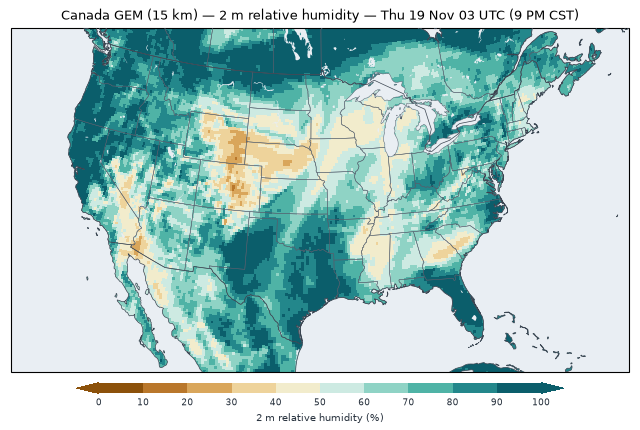 Canada GEM (15 km) — 2 m relative humidity — Thu 19 Nov 03 UTC (9 PM CST)
0 10 20 30 40 50 60 70 80 90 100
2 m relative humidity (%)